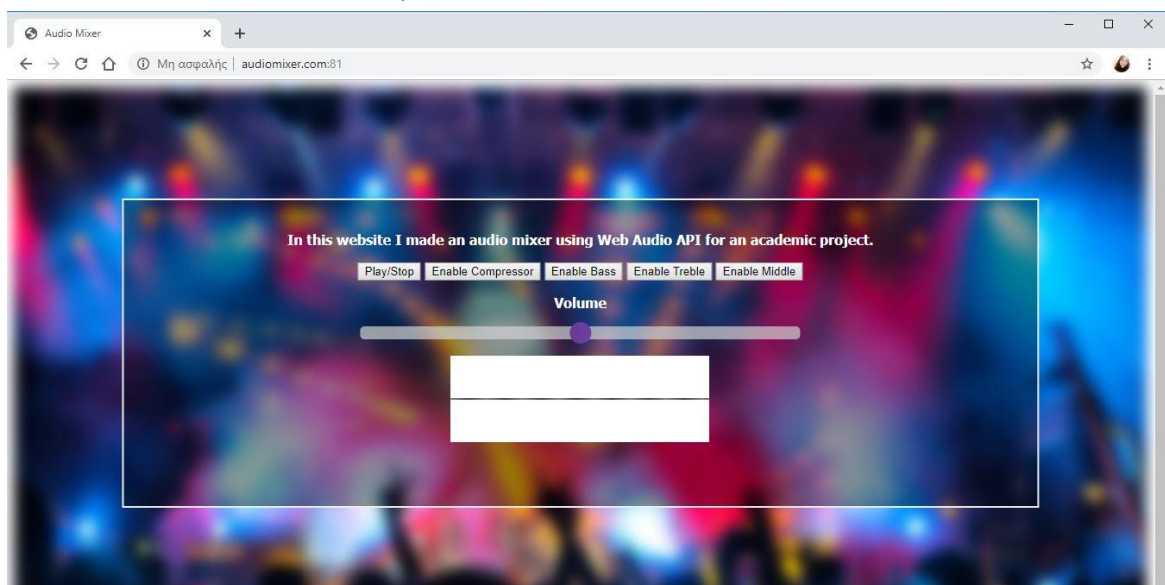 Audio Mixer
Μη ασφαλής | audiomixer.com:81
In this website I made an audio mixer using Web Audio API for an academic project.
Play/Stop Enable Compressor Enable Bass Enable Treble Enable Middle
Volume